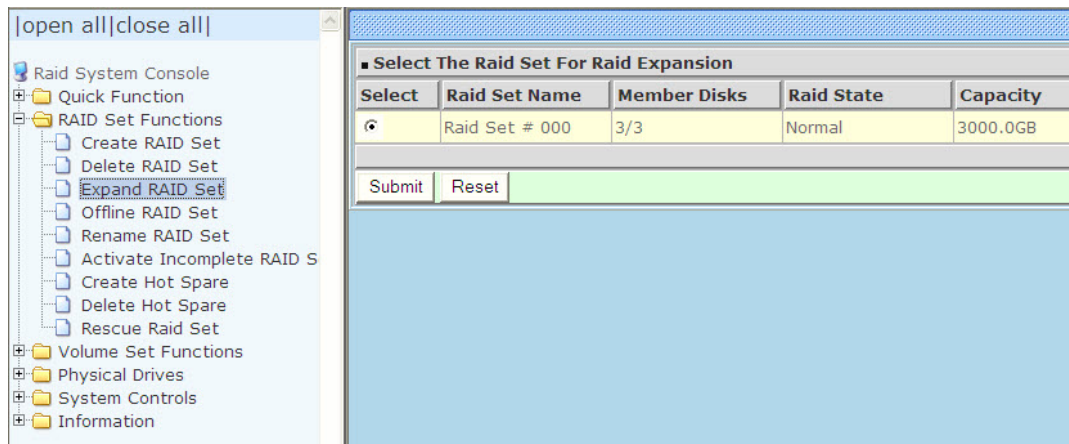 |open all|close all|
Raid System Console
Quick Function
RAID Set Functions
Create RAID Set
Delete RAID Set
Expand RAID Set
Offline RAID Set
Rename RAID Set
Activate Incomplete RAID S
Create Hot Spare
Delete Hot Spare
Rescue Raid Set
Volume Set Functions
Physical Drives
System Controls
Information
Select The Raid Set For Raid Expansion
Select Raid Set Name Member Disks Raid State Capacity
Raid Set # 000 3/3 Normal 3000.0GB
Submit Reset